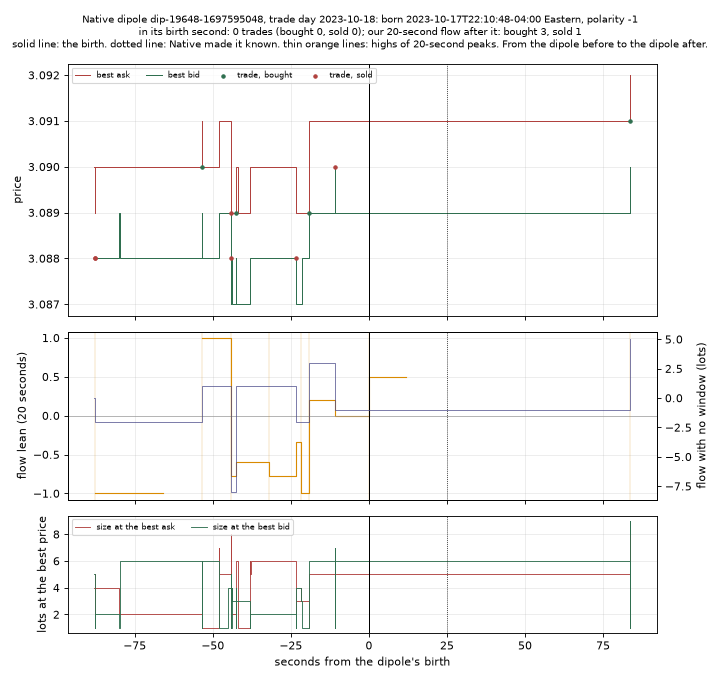 Native dipole dip-19648-1697595048, trade day 2023-10-18: born 2023-10-17T22:10:48-04:00 Eastern, polarity -1
in its birth second: 0 trades (bought 0, sold 0); our 20-second flow after it: bought 3, sold 1
solid line: the birth. dotted line: Native made it known. thin orange lines: highs of 20-second peaks. From the dipole before to the dipole after.
best ask best bid trade, bought trade, sold
3.092
3.091
3.090
3.089
3.088
3.087
price
1.0
0.5
0.0
−0.5
−1.0
flow lean (20 seconds)
5.0
2.5
0.0
−2.5
−5.0
−7.5
flow with no window (lots)
size at the best ask size at the best bid
8
6
4
2
lots at the best price
−75 −50 −25 0 25 50 75
seconds from the dipole's birth